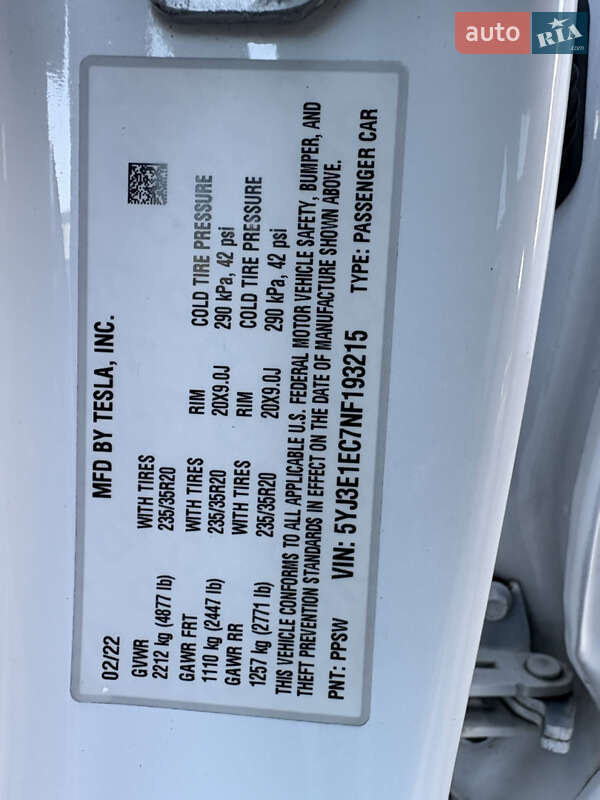 auto RIA.com
MFD BY TESLA, INC.
02/22
GVWR WITH TIRES
2212 kg (4877 lb) 235/35R20
GAWR FRT WITH TIRES RIM COLD TIRE PRESSURE
1110 kg (2447 lb) 235/35R20 20X9.0J 290 kPa, 42 psi
GAWR RR WITH TIRES RIM COLD TIRE PRESSURE
1257 kg (2771 lb) 235/35R20 20X9.0J 290 kPa, 42 psi
THIS VEHICLE CONFORMS TO ALL APPLICABLE U.S. FEDERAL MOTOR VEHICLE SAFETY, BUMPER, AND
THEFT PREVENTION STANDARDS IN EFFECT ON THE DATE OF MANUFACTURE SHOWN ABOVE.
PNT: PPSW VIN: 5YJ3E1EC7NF193215 TYPE: PASSENGER CAR